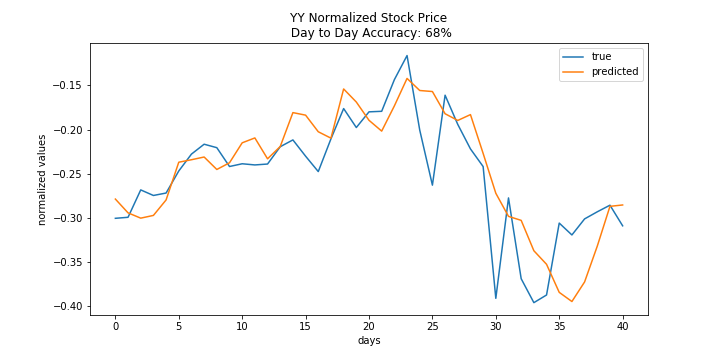 YY Normalized Stock Price
Day to Day Accuracy: 68%
true
predicted
normalized values
−0.15
−0.20
−0.25
−0.30
−0.35
−0.40
0 5 10 15 20 25 30 35 40
days